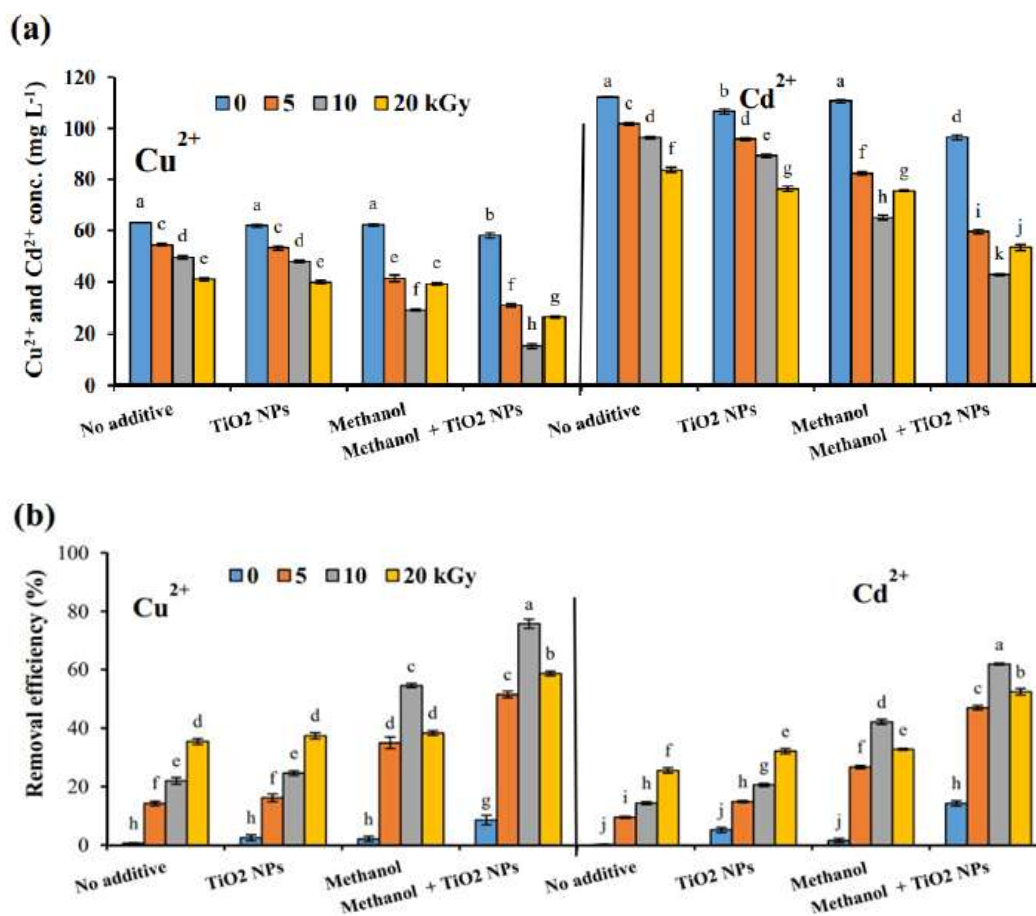 (a)
Cu²⁺ and Cd²⁺ conc. (mg L⁻¹)
120
100
80
60
40
20
0
0 5 10 20 kGy
Cu²⁺
Cd²⁺
a c d e
a c d e
a e f e
b f h g
a c d f
b d e g
a f h g
d i k j
No additive
TiO2 NPs
Methanol
Methanol + TiO2 NPs
No additive
TiO2 NPs
Methanol
Methanol + TiO2 NPs
(b)
Removal efficiency (%)
100
80
60
40
20
0
0 5 10 20 kGy
Cu²⁺
Cd²⁺
h f e d
h f e d
h d c d
g c a b
j i h f
j h g e
j f d f
h c a b
No additive
TiO2 NPs
Methanol
Methanol + TiO2 NPs
No additive
TiO2 NPs
Methanol
Methanol + TiO2 NPs